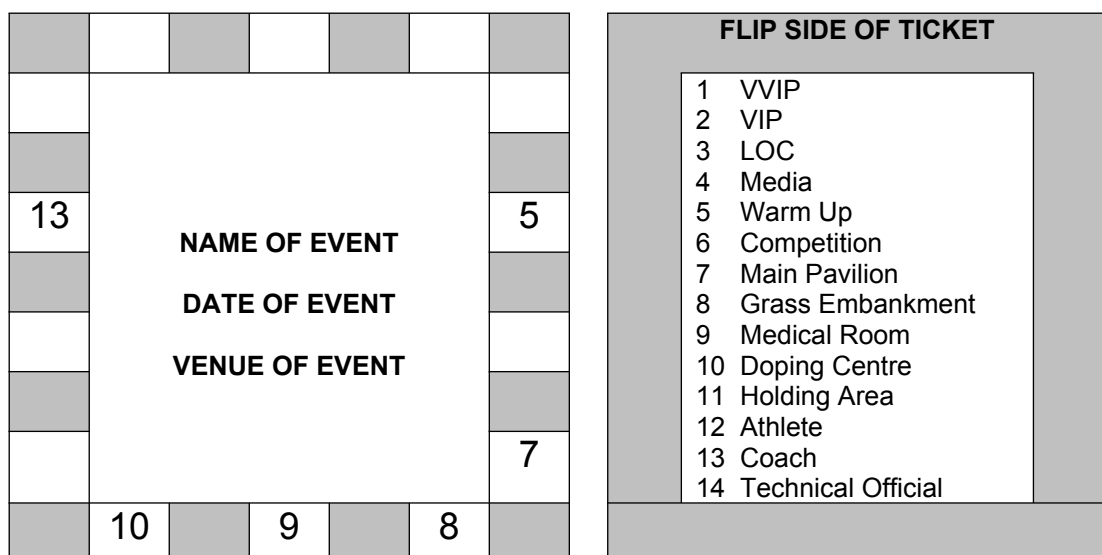 13
5
NAME OF EVENT
DATE OF EVENT
VENUE OF EVENT
7
10 9 8
FLIP SIDE OF TICKET
1 VVIP
2 VIP
3 LOC
4 Media
5 Warm Up
6 Competition
7 Main Pavilion
8 Grass Embankment
9 Medical Room
10 Doping Centre
11 Holding Area
12 Athlete
13 Coach
14 Technical Official